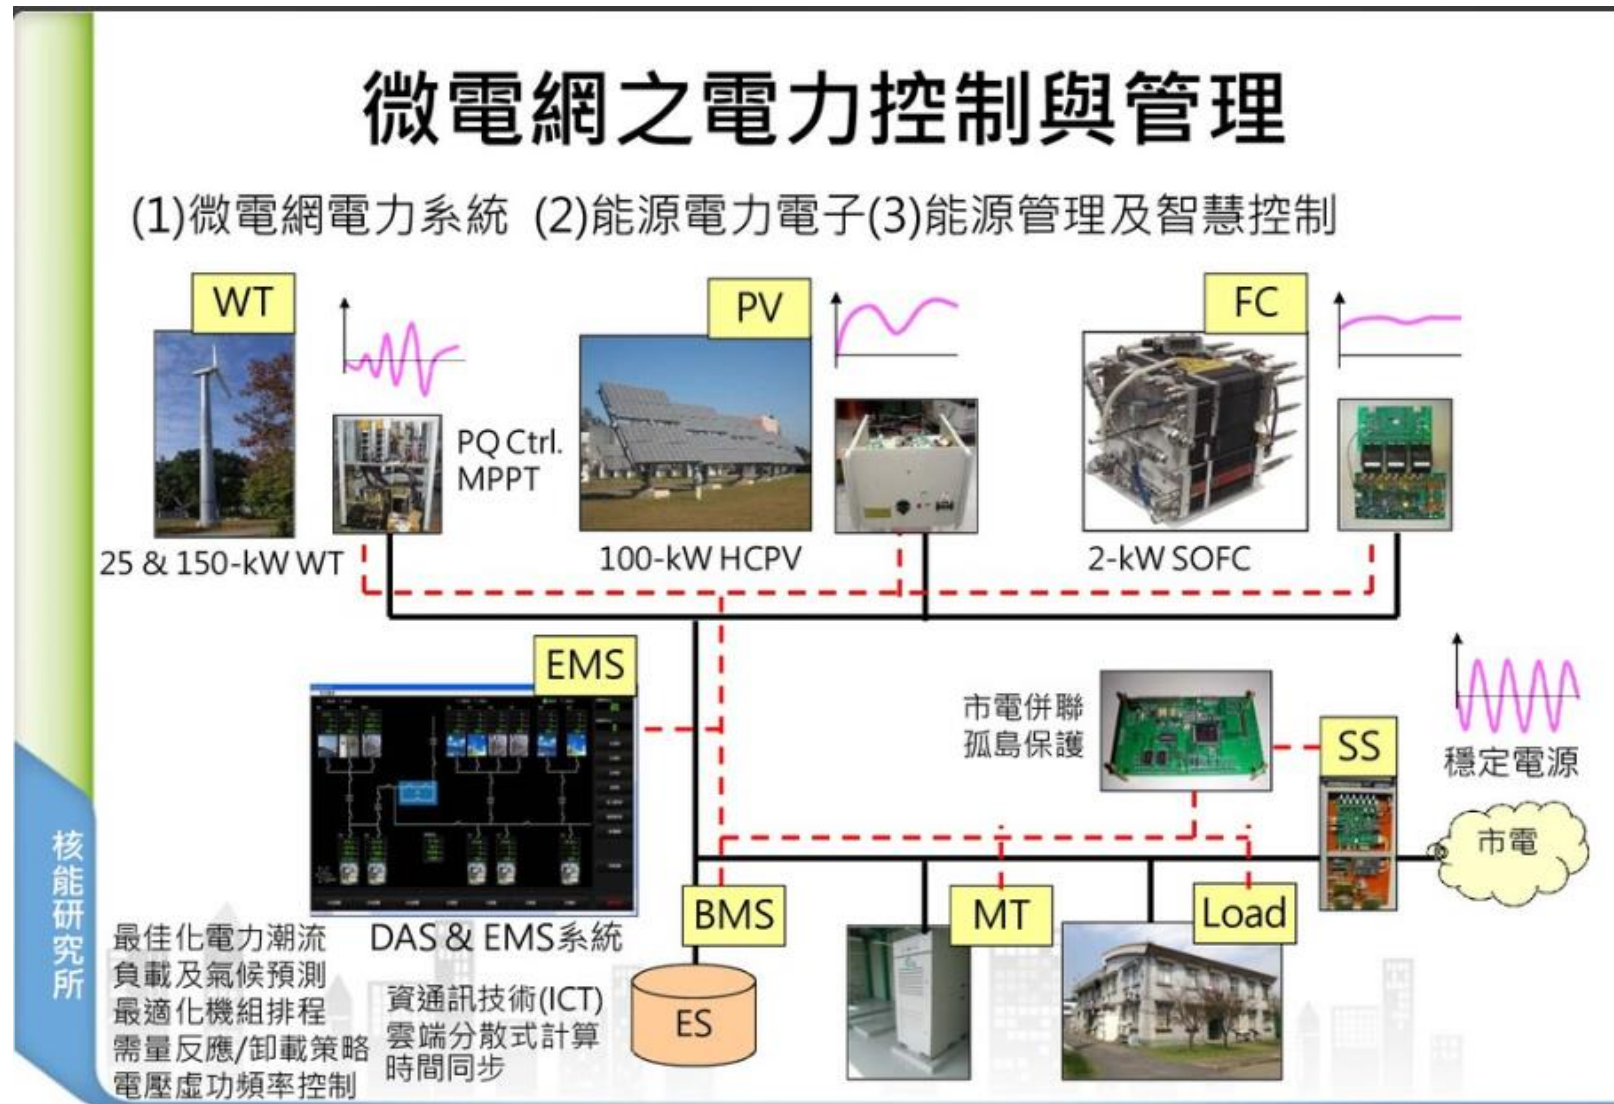 微電網之電力控制與管理
(1)微電網電力系統 (2)能源電力電子(3)能源管理及智慧控制
WT
PV
FC
PQ Ctrl.
MPPT
25 & 150-kW WT
100-kW HCPV
2-kW SOFC
EMS
市電併聯
孤島保護
SS
穩定電源
市電
核能研究所
DAS & EMS系統
BMS
MT
Load
最佳化電力潮流
負載及氣候預測
最適化機組排程
需量反應/卸載策略
電壓虛功頻率控制
資通訊技術(ICT)
雲端分散式計算
時間同步
ES